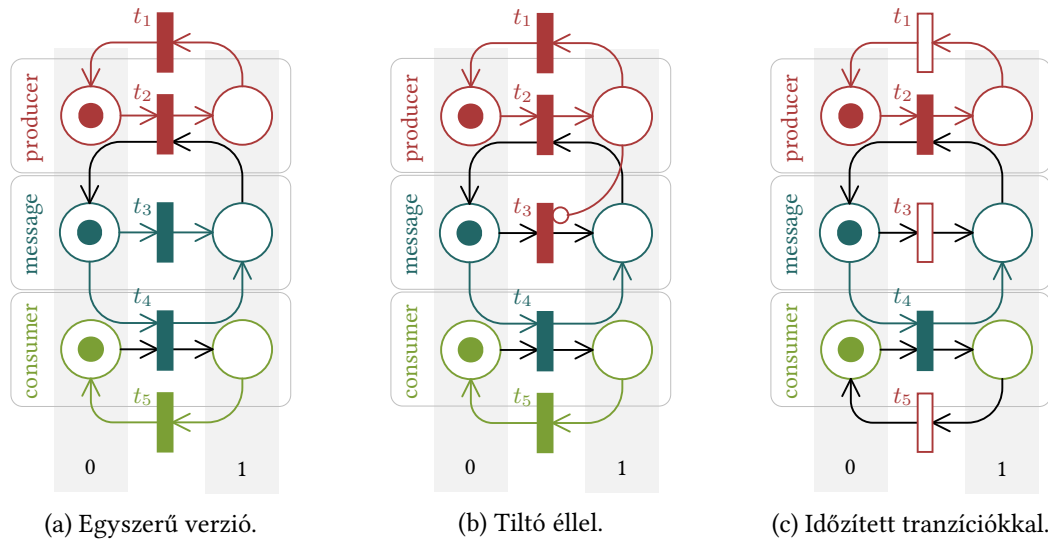 t1
producer
t2
message
t3
t4
consumer
t5
0
1
(a) Egyszerű verzió.
t1
producer
t2
message
t3
t4
consumer
t5
0
1
(b) Tiltó éllel.
t1
producer
t2
message
t3
t4
consumer
t5
0
1
(c) Időzített tranzíciókkal.